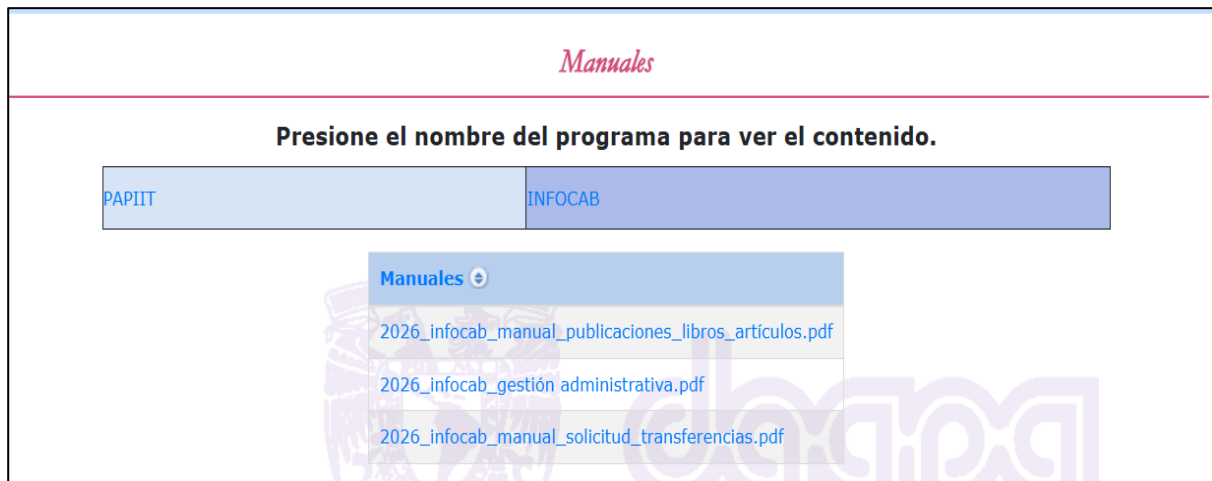 Manuales
Presione el nombre del programa para ver el contenido.
PAPIIT
INFOCAB
Manuales
2026_infocab_manual_publicaciones_libros_artículos.pdf
2026_infocab_gestión administrativa.pdf
2026_infocab_manual_solicitud_transferencias.pdf
dgapa